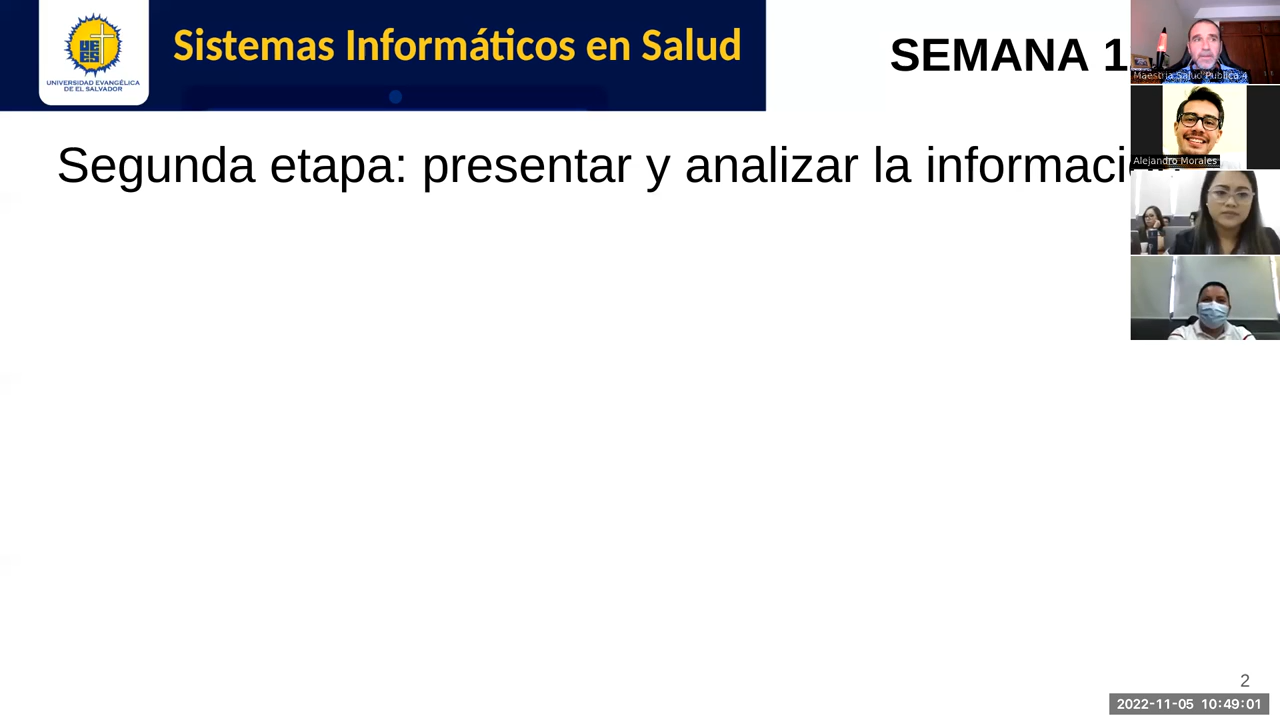 UNIVERSIDAD EVANGÉLICA
DE EL SALVADOR
Sistemas Informáticos en Salud
SEMANA 1
Maestria Salud Publica 4
Alejandro Morales
Segunda etapa: presentar y analizar la información
2
2022-11-05 10:49:01